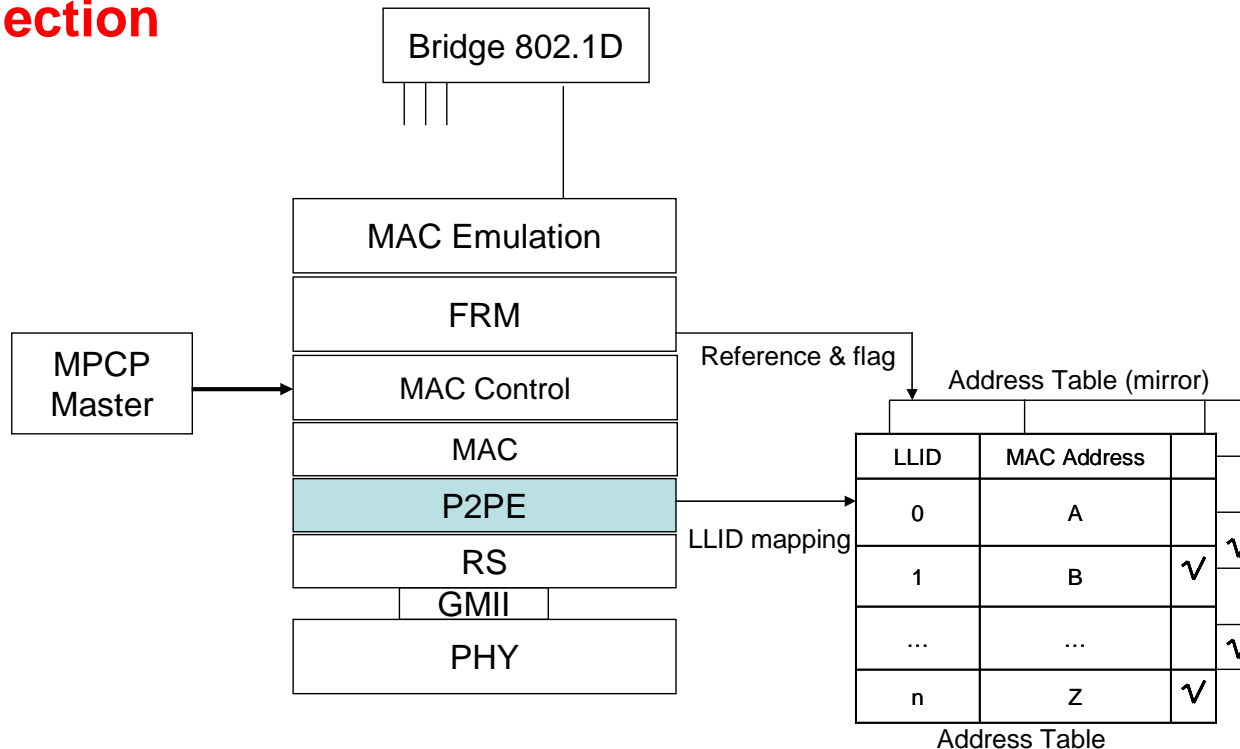 ection
Bridge 802.1D
MAC Emulation
FRM
MPCP
Master
MAC Control
MAC
P2PE
RS
GMII
PHY
Reference & flag
LLID mapping
Address Table (mirror)
LLID MAC Address
0 A
1 B √
... ...
n Z √
√
√
Address Table